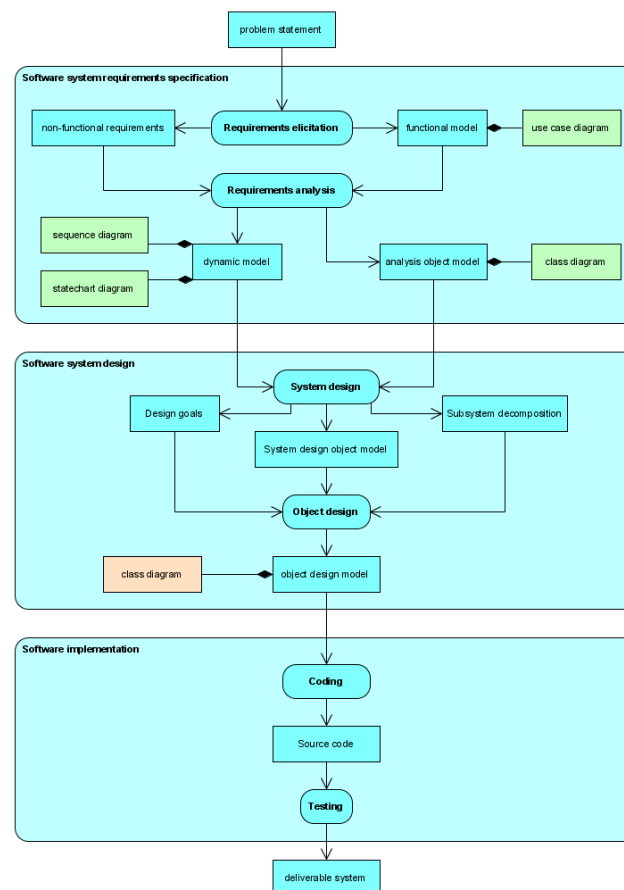 problem statement
Software system requirements specification
non-functional requirements
Requirements elicitation
functional model
use case diagram
Requirements analysis
sequence diagram
dynamic model
analysis object model
class diagram
statechart diagram
Software system design
System design
Design goals
Subsystem decomposition
System design object model
Object design
class diagram
object design model
Software implementation
Coding
Source code
Testing
deliverable system